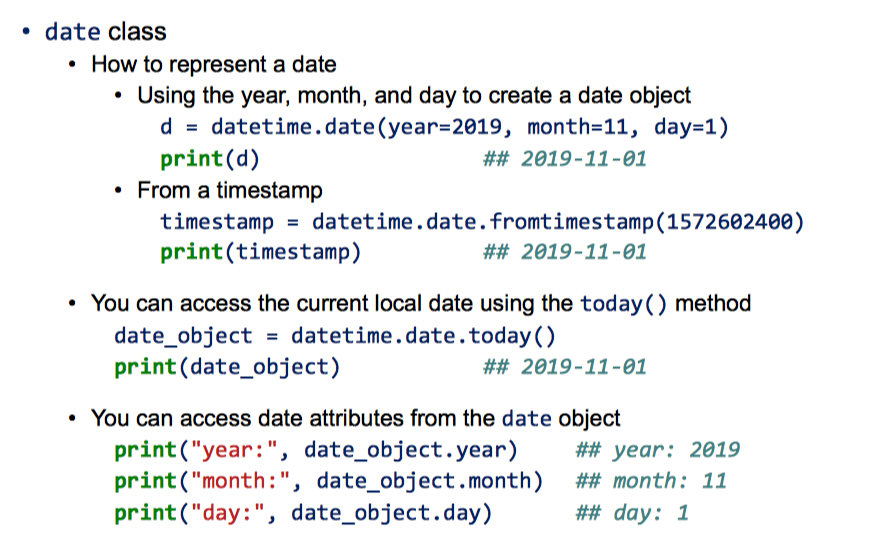 • date class
• How to represent a date
• Using the year, month, and day to create a date object
d = datetime.date(year=2019, month=11, day=1)
print(d) ## 2019-11-01
• From a timestamp
timestamp = datetime.date.fromtimestamp(1572602400)
print(timestamp) ## 2019-11-01
• You can access the current local date using the today() method
date_object = datetime.date.today()
print(date_object) ## 2019-11-01
• You can access date attributes from the date object
print("year:", date_object.year) ## year: 2019
print("month:", date_object.month) ## month: 11
print("day:", date_object.day) ## day: 1